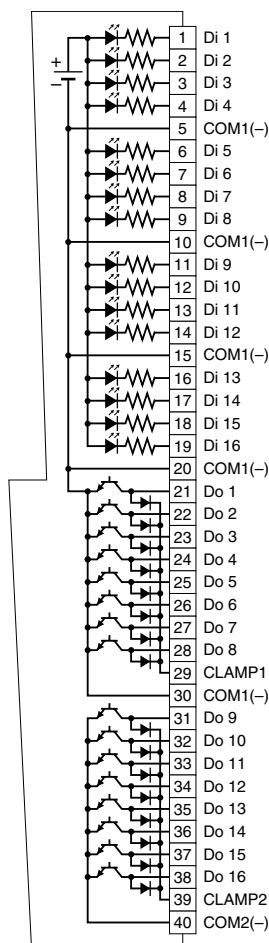 +
−
1 Di 1
2 Di 2
3 Di 3
4 Di 4
5 COM1(–)
6 Di 5
7 Di 6
8 Di 7
9 Di 8
10 COM1(–)
11 Di 9
12 Di 10
13 Di 11
14 Di 12
15 COM1(–)
16 Di 13
17 Di 14
18 Di 15
19 Di 16
20 COM1(–)
21 Do 1
22 Do 2
23 Do 3
24 Do 4
25 Do 5
26 Do 6
27 Do 7
28 Do 8
29 CLAMP1
30 COM1(–)
31 Do 9
32 Do 10
33 Do 11
34 Do 12
35 Do 13
36 Do 14
37 Do 15
38 Do 16
39 CLAMP2
40 COM2(–)